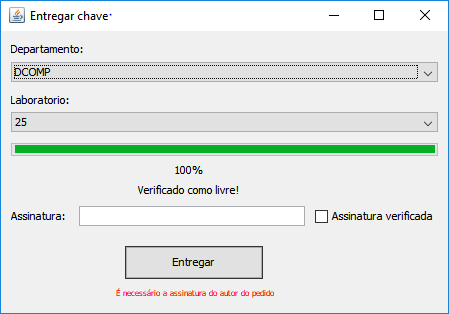 Entregar chave
Departamento:
DCOMP
Laboratorio:
25
100%
Verificado como livre!
Assinatura:
Assinatura verificada
Entregar
É necessário a assinatura do autor do pedido